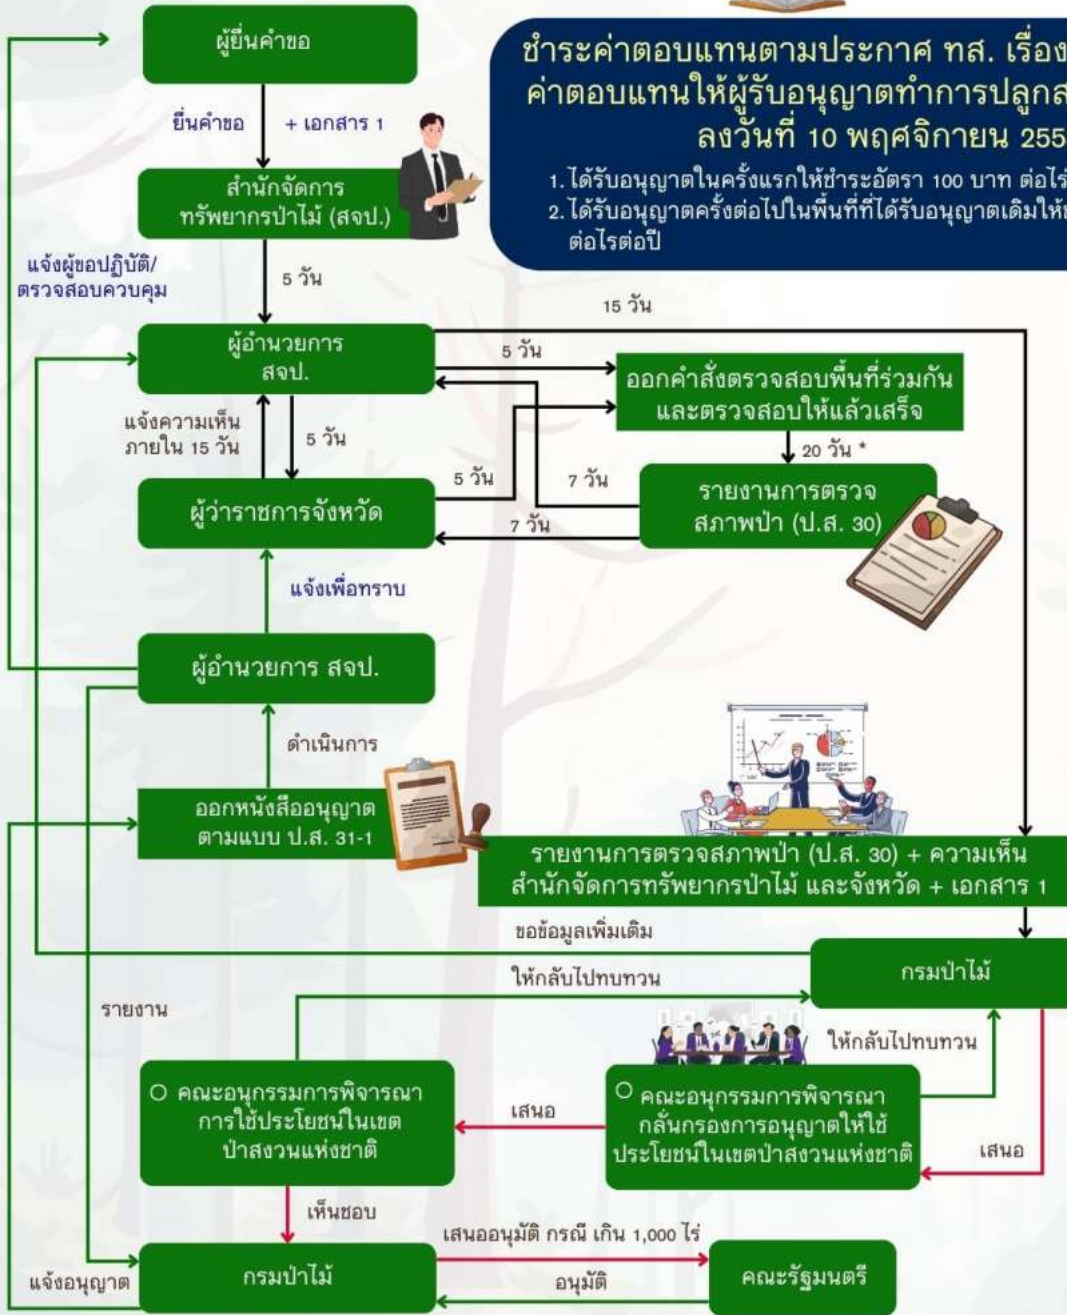 ผู้ยื่นคำขอ
ชำระค่าตอบแทนตามประกาศ ทส. เรื่อง
ค่าตอบแทนให้ผู้รับอนุญาตทำการปลูกส
ลงวันที่ 10 พฤศจิกายน 255
1. ได้รับอนุญาตในครั้งแรกให้ชำระอัตรา 100 บาท ต่อไร่
2. ได้รับอนุญาตครั้งต่อไปในพื้นที่ที่ได้รับอนุญาตเดิมให้
ต่อไร่ต่อปี
ยื่นคำขอ + เอกสาร 1
สำนักจัดการ
ทรัพยากรป่าไม้ (สจป.)
แจ้งผู้ขอปฏิบัติ/
ตรวจสอบควบคุม
5 วัน
15 วัน
ผู้อำนวยการ
สจป.
5 วัน
ออกคำสั่งตรวจสอบพื้นที่ร่วมกัน
และตรวจสอบให้แล้วเสร็จ
แจ้งความเห็น
ภายใน 15 วัน
5 วัน
20 วัน *
ผู้ว่าราชการจังหวัด
5 วัน
7 วัน
7 วัน
รายงานการตรวจ
สภาพป่า (ป.ส. 30)
แจ้งเพื่อทราบ
ผู้อำนวยการ สจป.
ดำเนินการ
ออกหนังสืออนุญาต
ตามแบบ ป.ส. 31-1
รายงานการตรวจสภาพป่า (ป.ส. 30) + ความเห็น
สำนักจัดการทรัพยากรป่าไม้ และจังหวัด + เอกสาร 1
ขอข้อมูลเพิ่มเติม
กรมป่าไม้
ให้กลับไปทบทวน
รายงาน
ให้กลับไปทบทวน
คณะอนุกรรมการพิจารณา
การใช้ประโยชน์ในเขต
ป่าสงวนแห่งชาติ
เสนอ
คณะอนุกรรมการพิจารณา
กลั่นกรองการอนุญาตให้ใช้
ประโยชน์ในเขตป่าสงวนแห่งชาติ
เสนอ
เห็นชอบ
เสนออนุมัติ กรณี เกิน 1,000 ไร่
แจ้งอนุญาต
กรมป่าไม้
อนุมัติ
คณะรัฐมนตรี